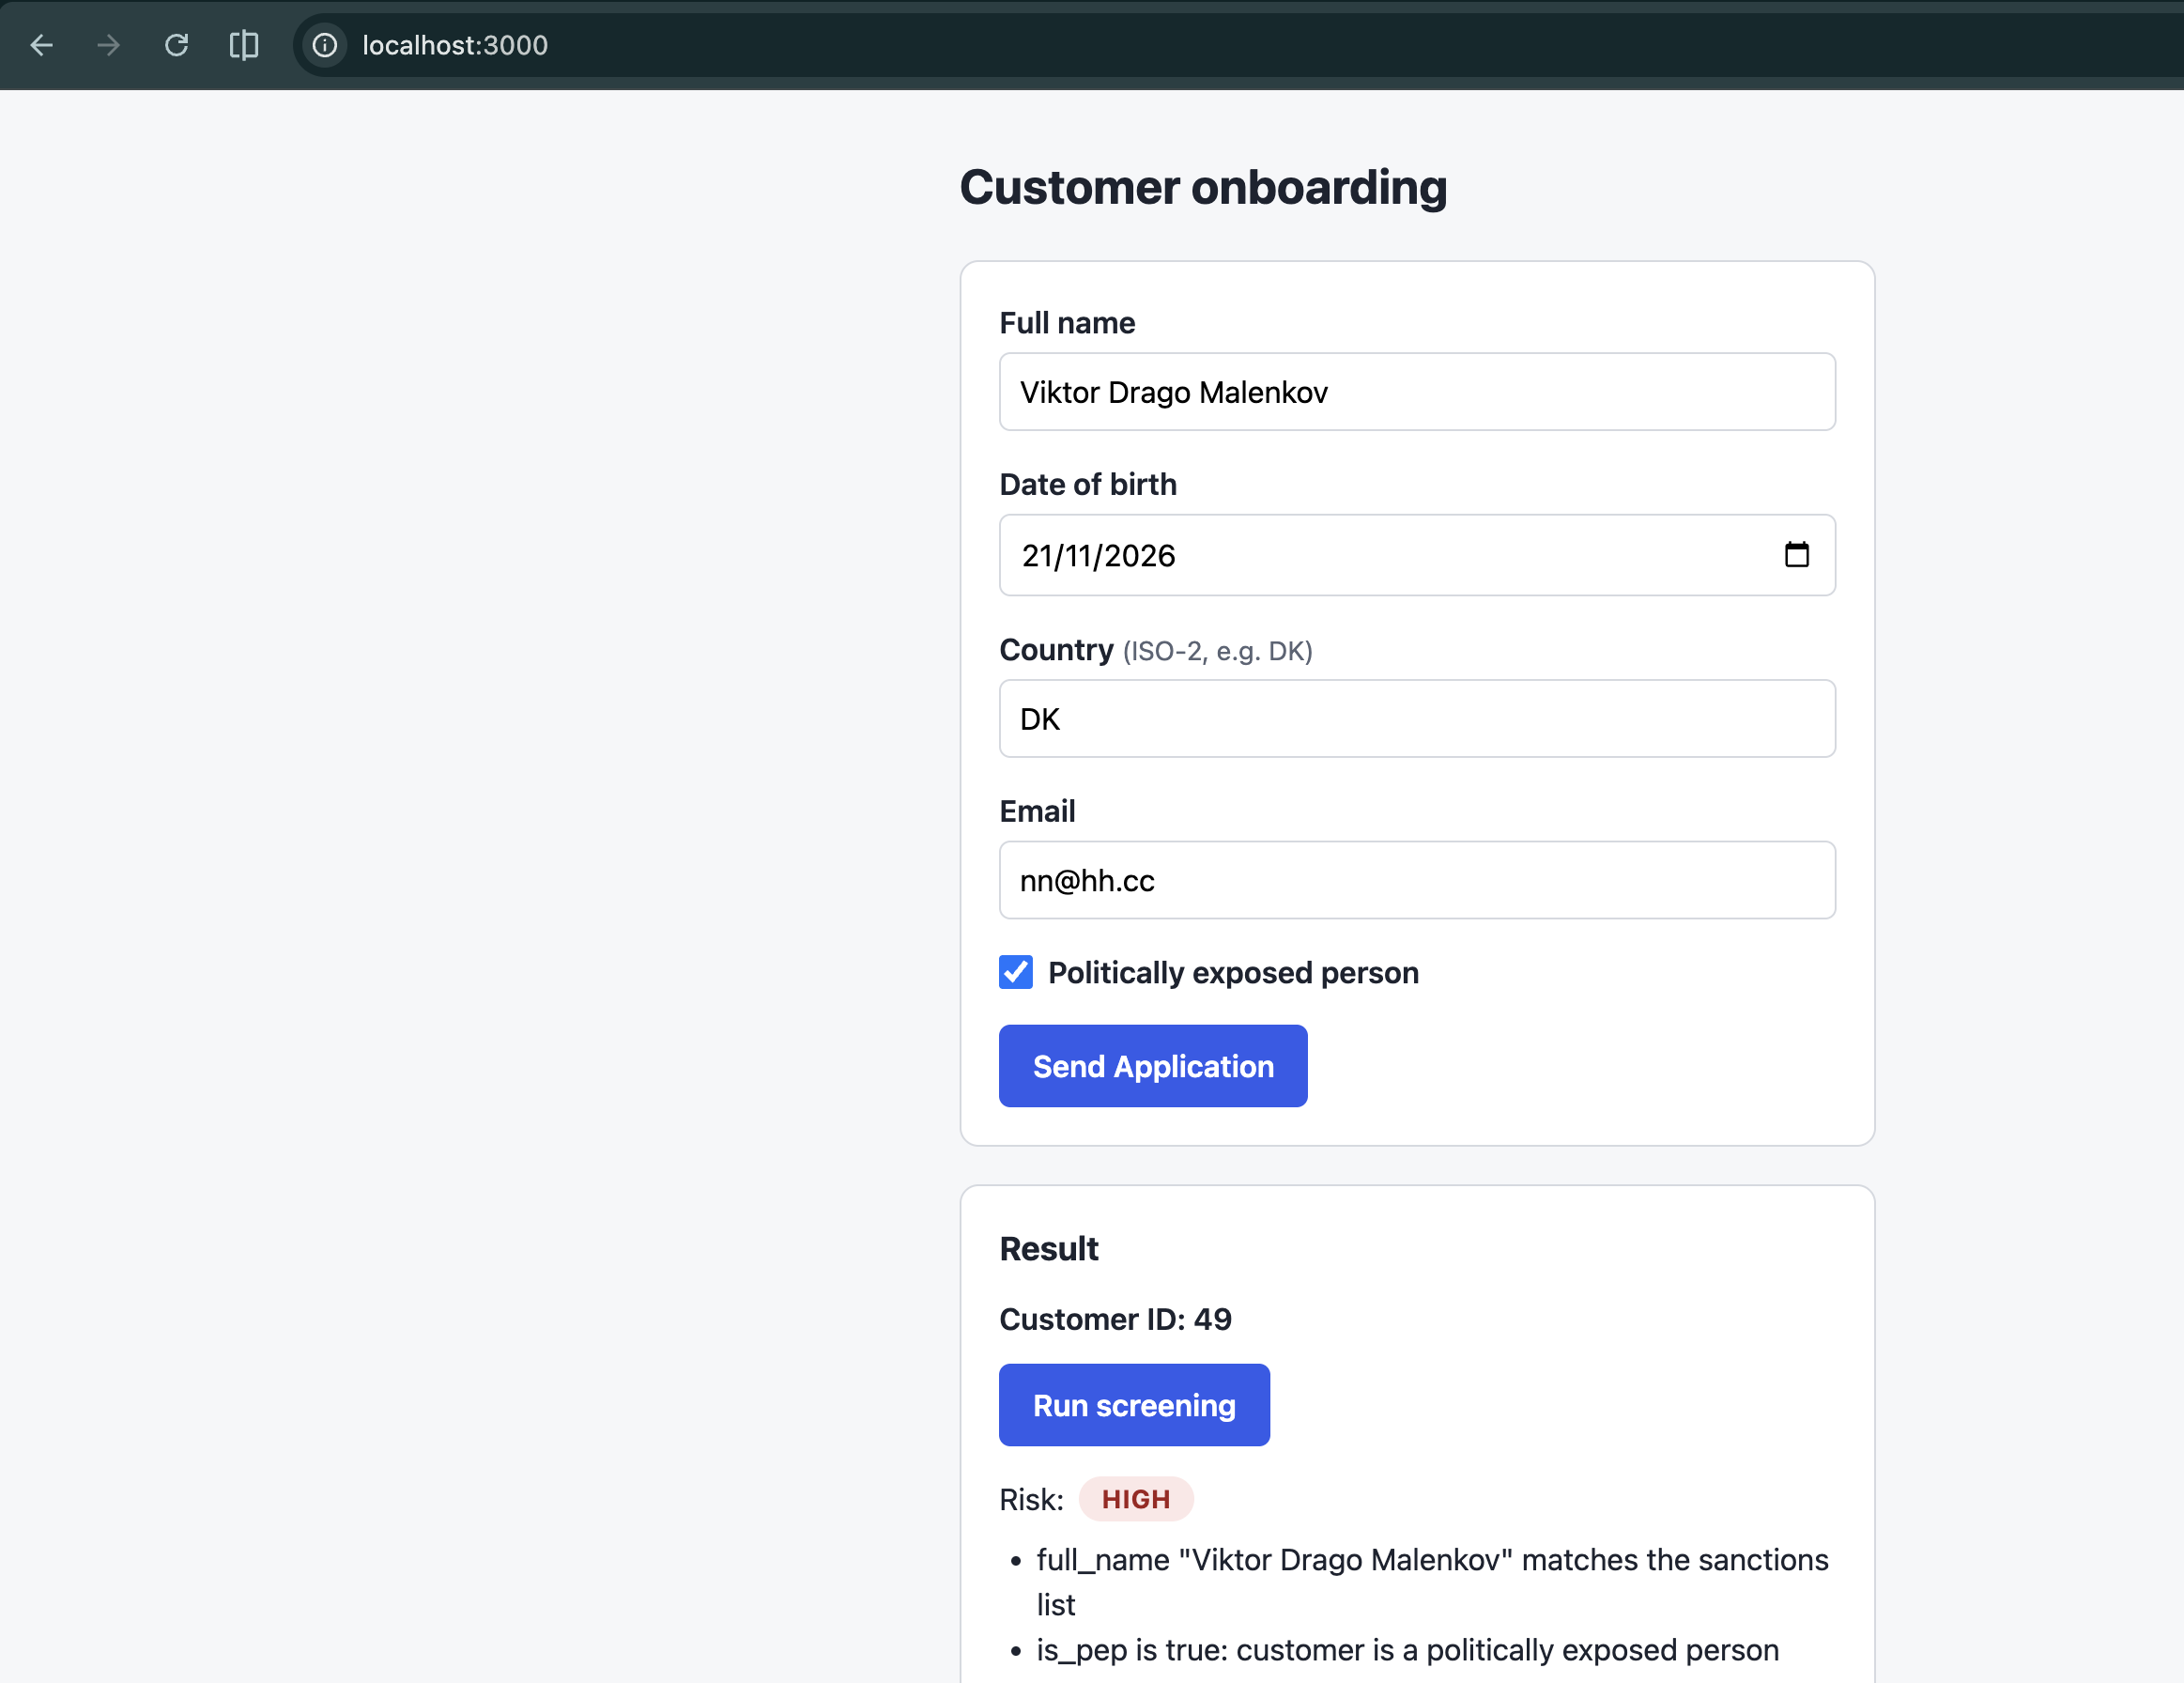 localhost:3000
Customer onboarding
Full name
Viktor Drago Malenkov
Date of birth
21/11/2026
Country (ISO-2, e.g. DK)
DK
Email
nn@hh.cc
Politically exposed person
Send Application
Result
Customer ID: 49
Run screening
Risk: HIGH
• full_name "Viktor Drago Malenkov" matches the sanctions
list
• is_pep is true: customer is a politically exposed person